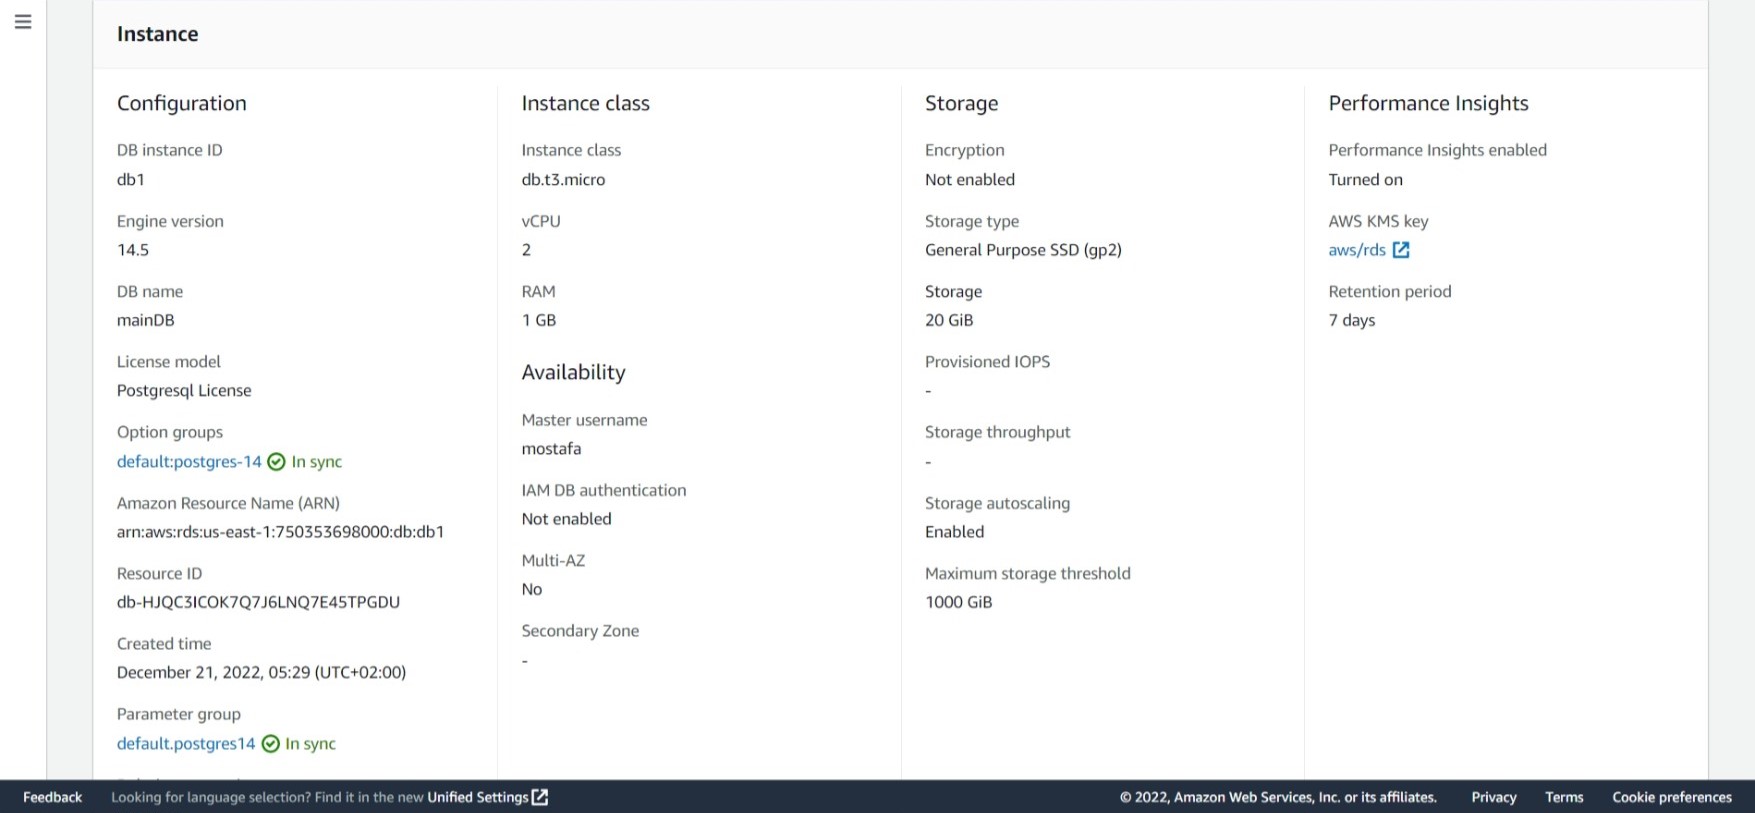 Instance
Configuration
DB instance ID
db1
Engine version
14.5
DB name
mainDB
License model
Postgresql License
Option groups
default:postgres-14 In sync
Amazon Resource Name (ARN)
arn:aws:rds:us-east-1:750353698000:db:db1
Resource ID
db-HJQC3ICOK7Q7J6LNQ7E45TPGDU
Created time
December 21, 2022, 05:29 (UTC+02:00)
Parameter group
default.postgres14 In sync
Instance class
Instance class
db.t3.micro
vCPU
2
RAM
1 GB
Availability
Master username
mostafa
IAM DB authentication
Not enabled
Multi-AZ
No
Secondary Zone
-
Storage
Encryption
Not enabled
Storage type
General Purpose SSD (gp2)
Storage
20 GiB
Provisioned IOPS
-
Storage throughput
-
Storage autoscaling
Enabled
Maximum storage threshold
1000 GiB
Performance Insights
Performance Insights enabled
Turned on
AWS KMS key
aws/rds
Retention period
7 days
Feedback Looking for language selection? Find it in the new Unified Settings © 2022, Amazon Web Services, Inc. or its affiliates. Privacy Terms Cookie preferences